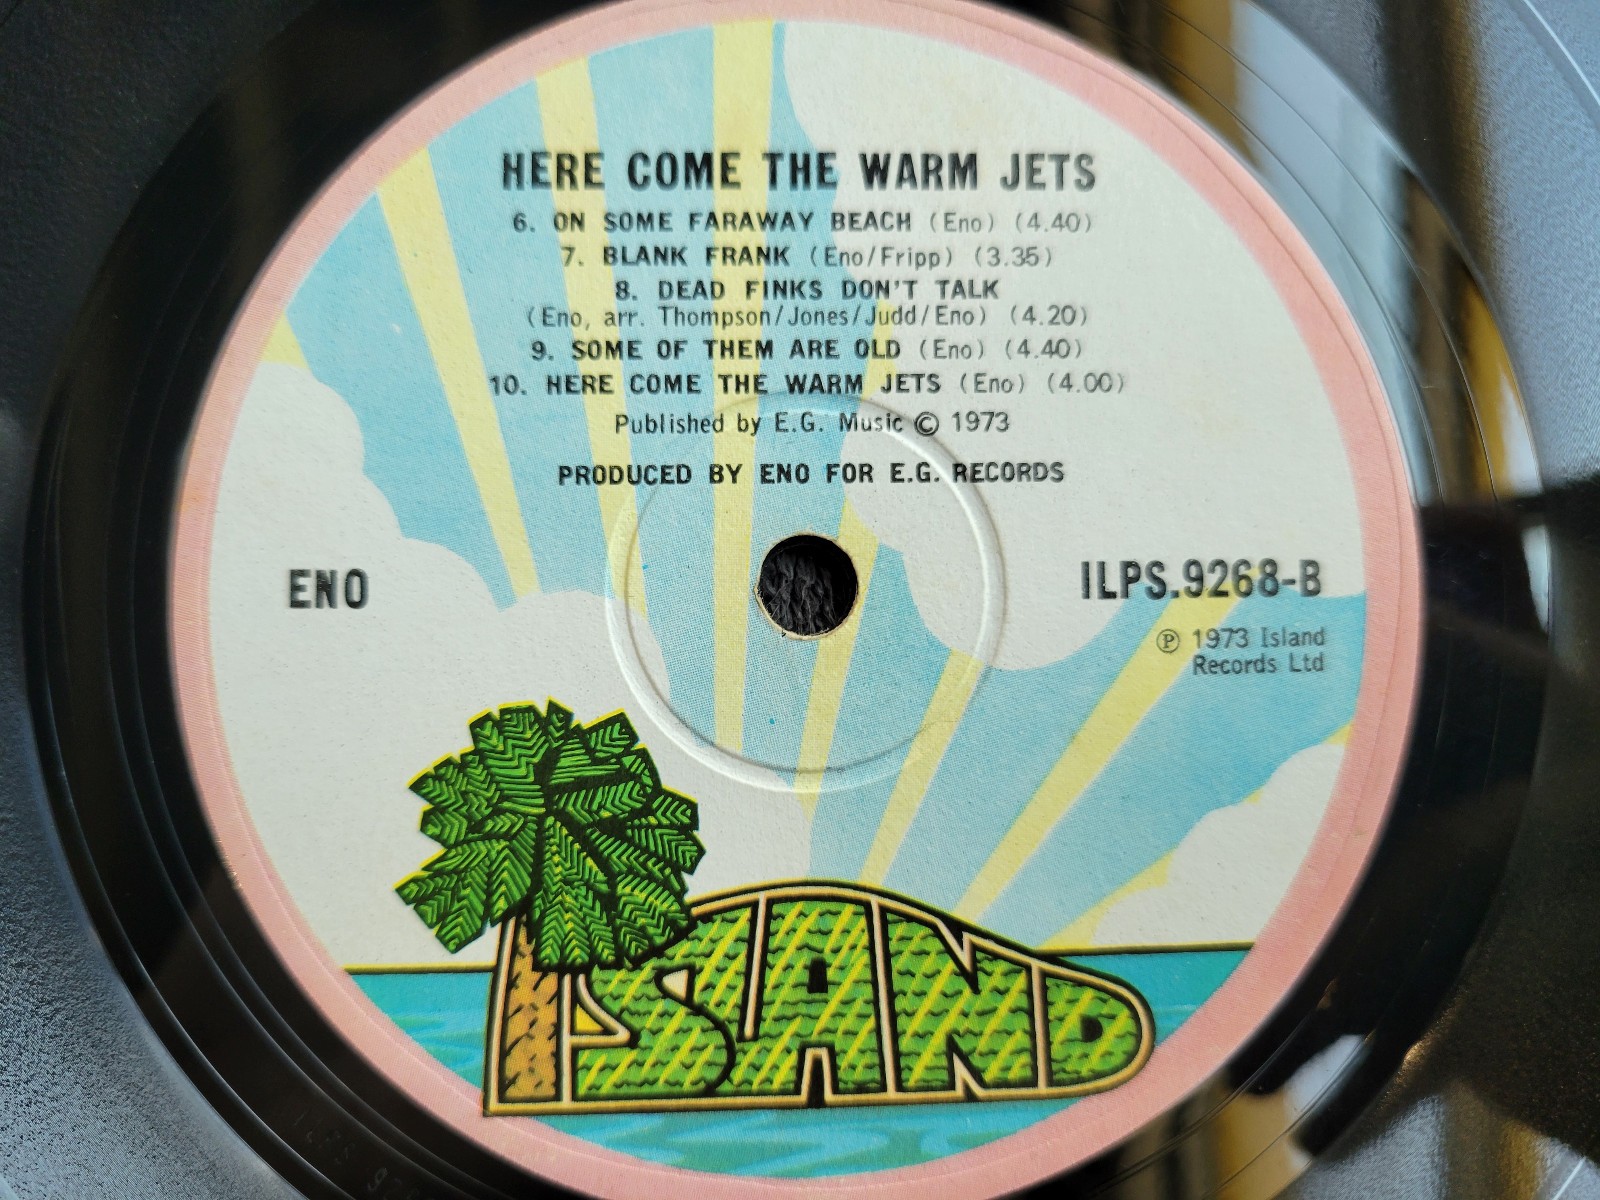 HERE COME THE WARM JETS
6. ON SOME FARAWAY BEACH (Eno) (4.40)
7. BLANK FRANK (Eno/Fripp) (3.35)
8. DEAD FINKS DON'T TALK
(Eno, arr. Thompson/Jones/Judd/Eno) (4.20)
9. SOME OF THEM ARE OLD (Eno) (4.40)
10. HERE COME THE WARM JETS (Eno) (4.00)
Published by E.G. Music © 1973
PRODUCED BY ENO FOR E.G. RECORDS
ENO
ILPS.9268-B
℗ 1973 Island
Records Ltd
ISLAND